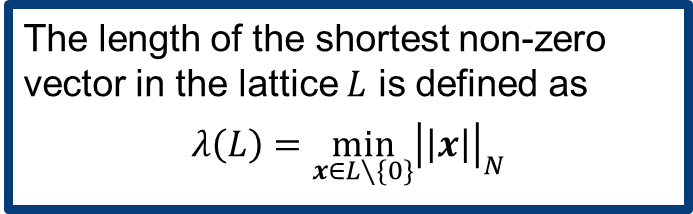 The length of the shortest non-zero
vector in the lattice L is defined as
λ(L) = min_{x∈L\{0}} ||x||_N